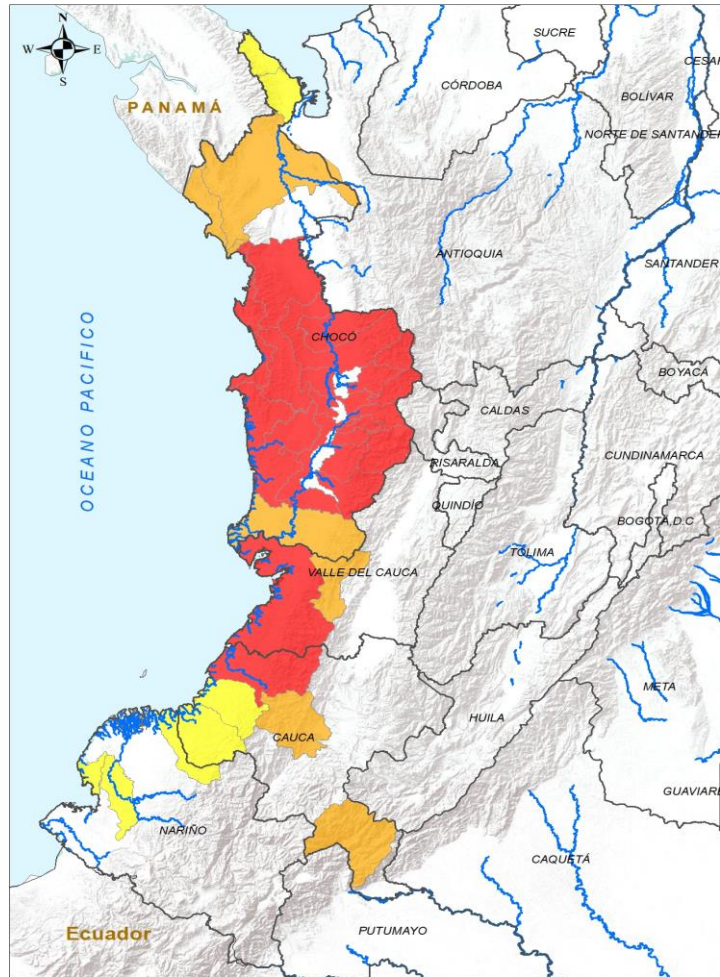 N
W E
S
SUCRE
CESAR
CÓRDOBA
BOLÍVAR
PANAMÁ
NORTE DE SANTANDER
ANTIOQUIA
SANTANDER
OCEANO PACIFICO
CHOCÓ
BOYACA
CALDAS
CUNDINAMARCA
RISARALDA
QUINDÍO
BOGOTÁ, D.C
TOLIMA
VALLE DEL CAUCA
META
HUILA
CAUCA
GUAVIARE
NARIÑO
CAQUETÁ
Ecuador
PUTUMAYO